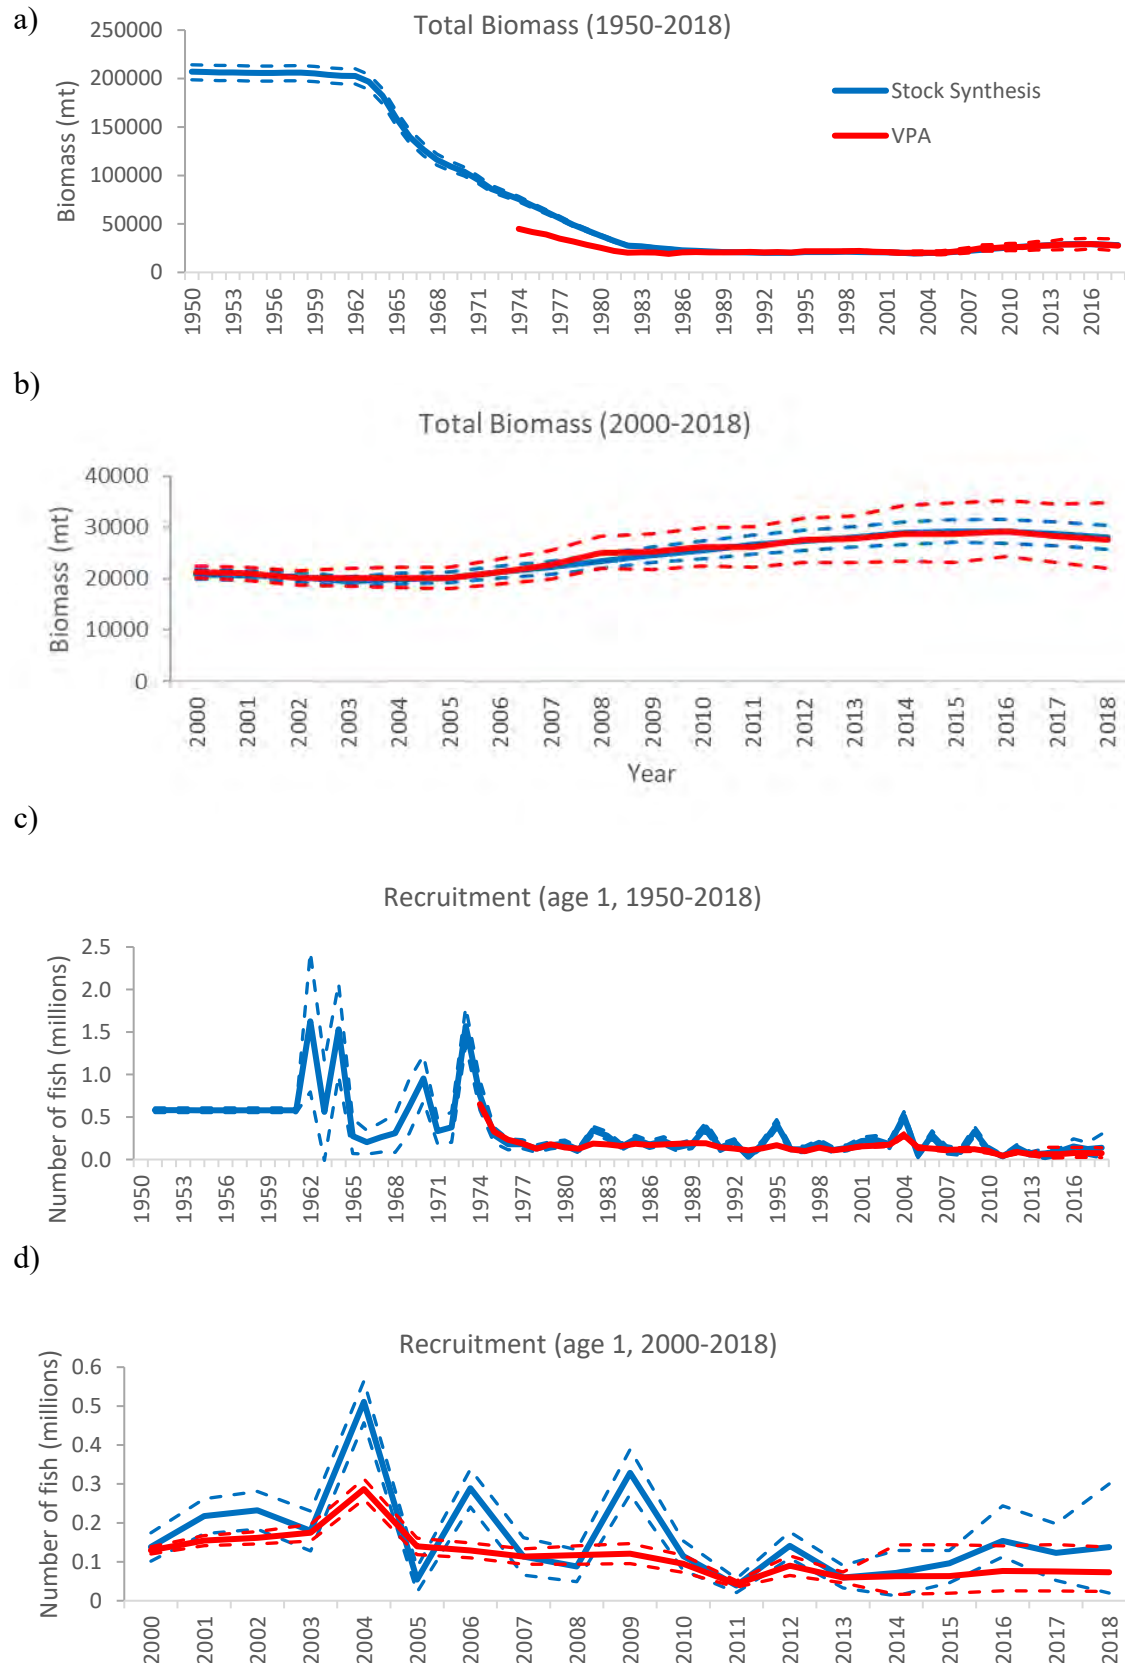 a)
Total Biomass (1950-2018)
Biomass (mt)
250000
200000
150000
100000
50000
0
Stock Synthesis
VPA
1950 1953 1956 1959 1962 1965 1968 1971 1974 1977 1980 1983 1986 1989 1992 1995 1998 2001 2004 2007 2010 2013 2016
b)
Total Biomass (2000-2018)
Biomass (mt)
40000
30000
20000
10000
0
2000 2001 2002 2003 2004 2005 2006 2007 2008 2009 2010 2011 2012 2013 2014 2015 2016 2017 2018
Year
c)
Recruitment (age 1, 1950-2018)
Number of fish (millions)
2.5
2.0
1.5
1.0
0.5
0.0
1950 1953 1956 1959 1962 1965 1968 1971 1974 1977 1980 1983 1986 1989 1992 1995 1998 2001 2004 2007 2010 2013 2016
d)
Recruitment (age 1, 2000-2018)
Number of fish (millions)
0.6
0.5
0.4
0.3
0.2
0.1
0
2000 2001 2002 2003 2004 2005 2006 2007 2008 2009 2010 2011 2012 2013 2014 2015 2016 2017 2018